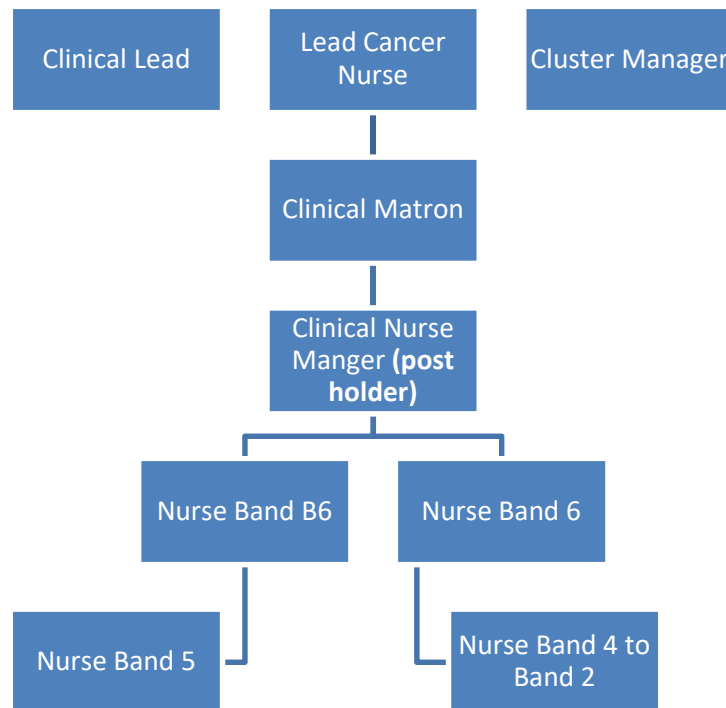 Clinical Lead
Lead Cancer
Nurse
Cluster Manager
Clinical Matron
Clinical Nurse
Manger (post
holder)
Nurse Band B6
Nurse Band 6
Nurse Band 5
Nurse Band 4 to
Band 2